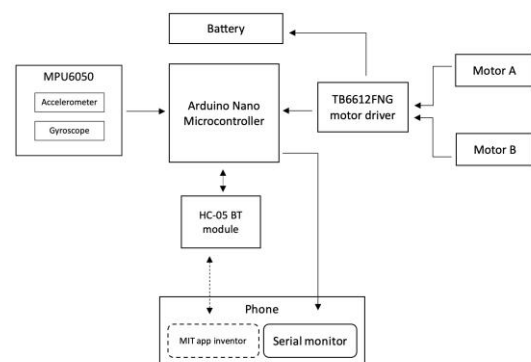 Battery
MPU6050
Accelerometer
Gyroscope
Arduino Nano
Microcontroller
TB6612FNG
motor driver
Motor A
Motor B
HC-05 BT
module
Phone
MIT app inventor
Serial monitor